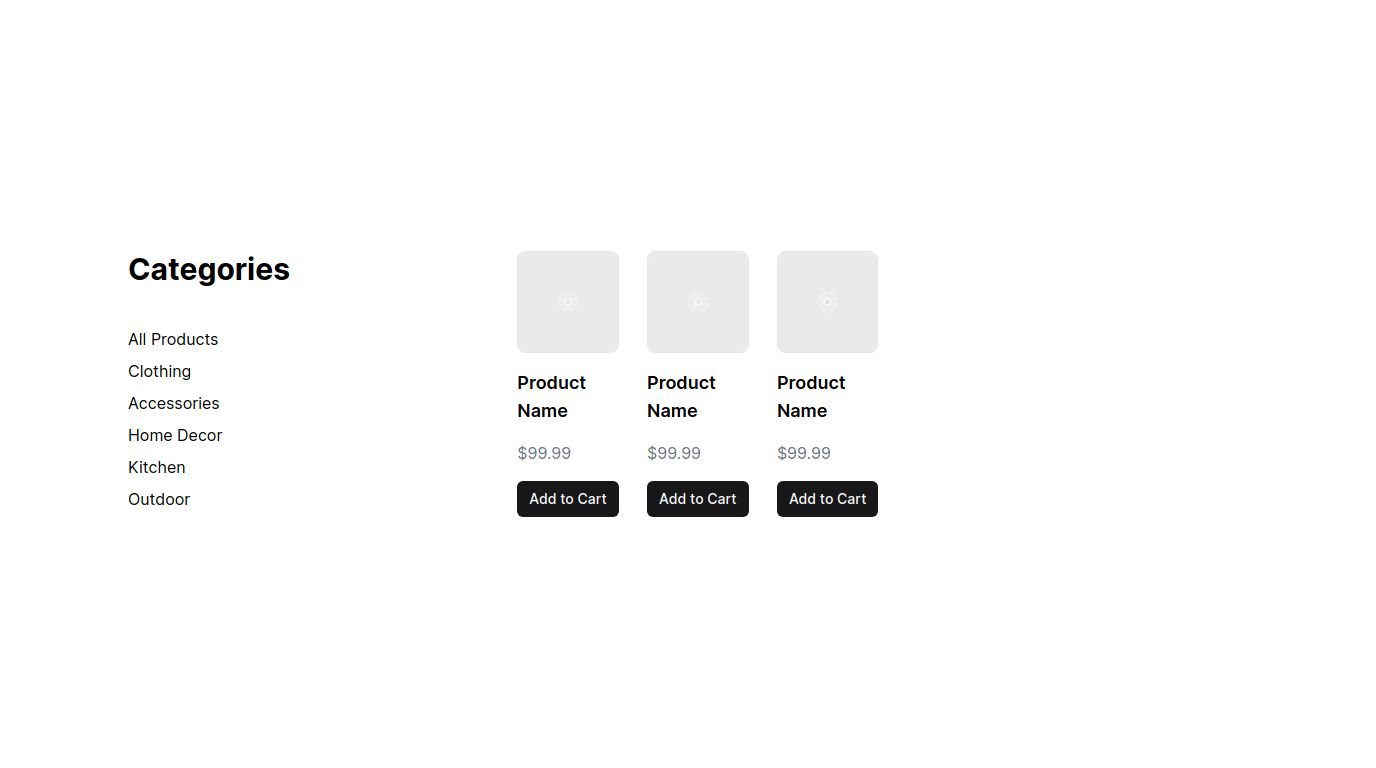 Categories
All Products
Clothing
Accessories
Home Decor
Kitchen
Outdoor
Product
Name
$99.99
Add to Cart
Product
Name
$99.99
Add to Cart
Product
Name
$99.99
Add to Cart